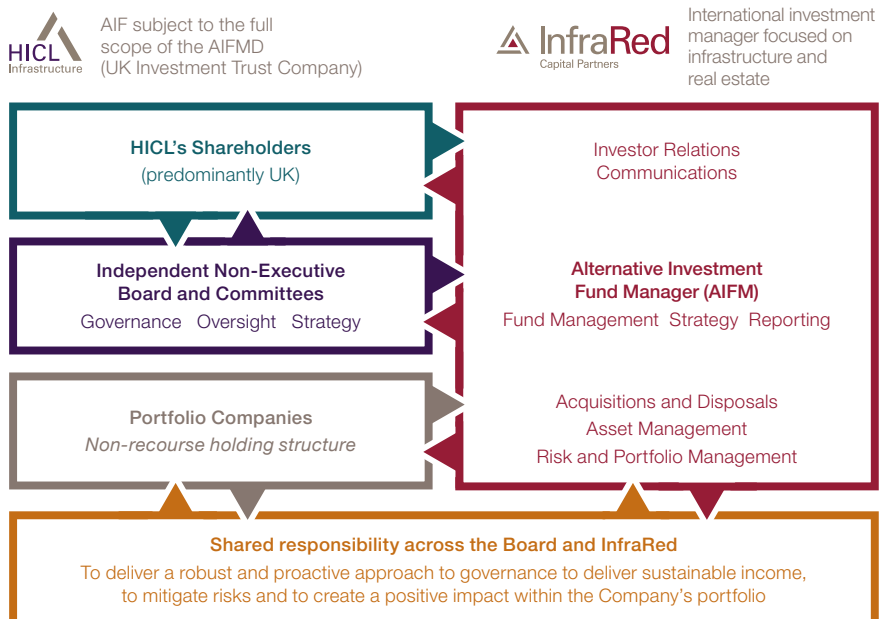 HICL
Infrastructure
AIF subject to the full
scope of the AIFMD
(UK Investment Trust Company)
InfraRed
Capital Partners
International investment
manager focused on
infrastructure and
real estate
HICL's Shareholders
(predominantly UK)
Independent Non-Executive
Board and Committees
Governance Oversight Strategy
Portfolio Companies
Non-recourse holding structure
Investor Relations
Communications
Alternative Investment
Fund Manager (AIFM)
Fund Management Strategy Reporting
Acquisitions and Disposals
Asset Management
Risk and Portfolio Management
Shared responsibility across the Board and InfraRed
To deliver a robust and proactive approach to governance to deliver sustainable income,
to mitigate risks and to create a positive impact within the Company's portfolio